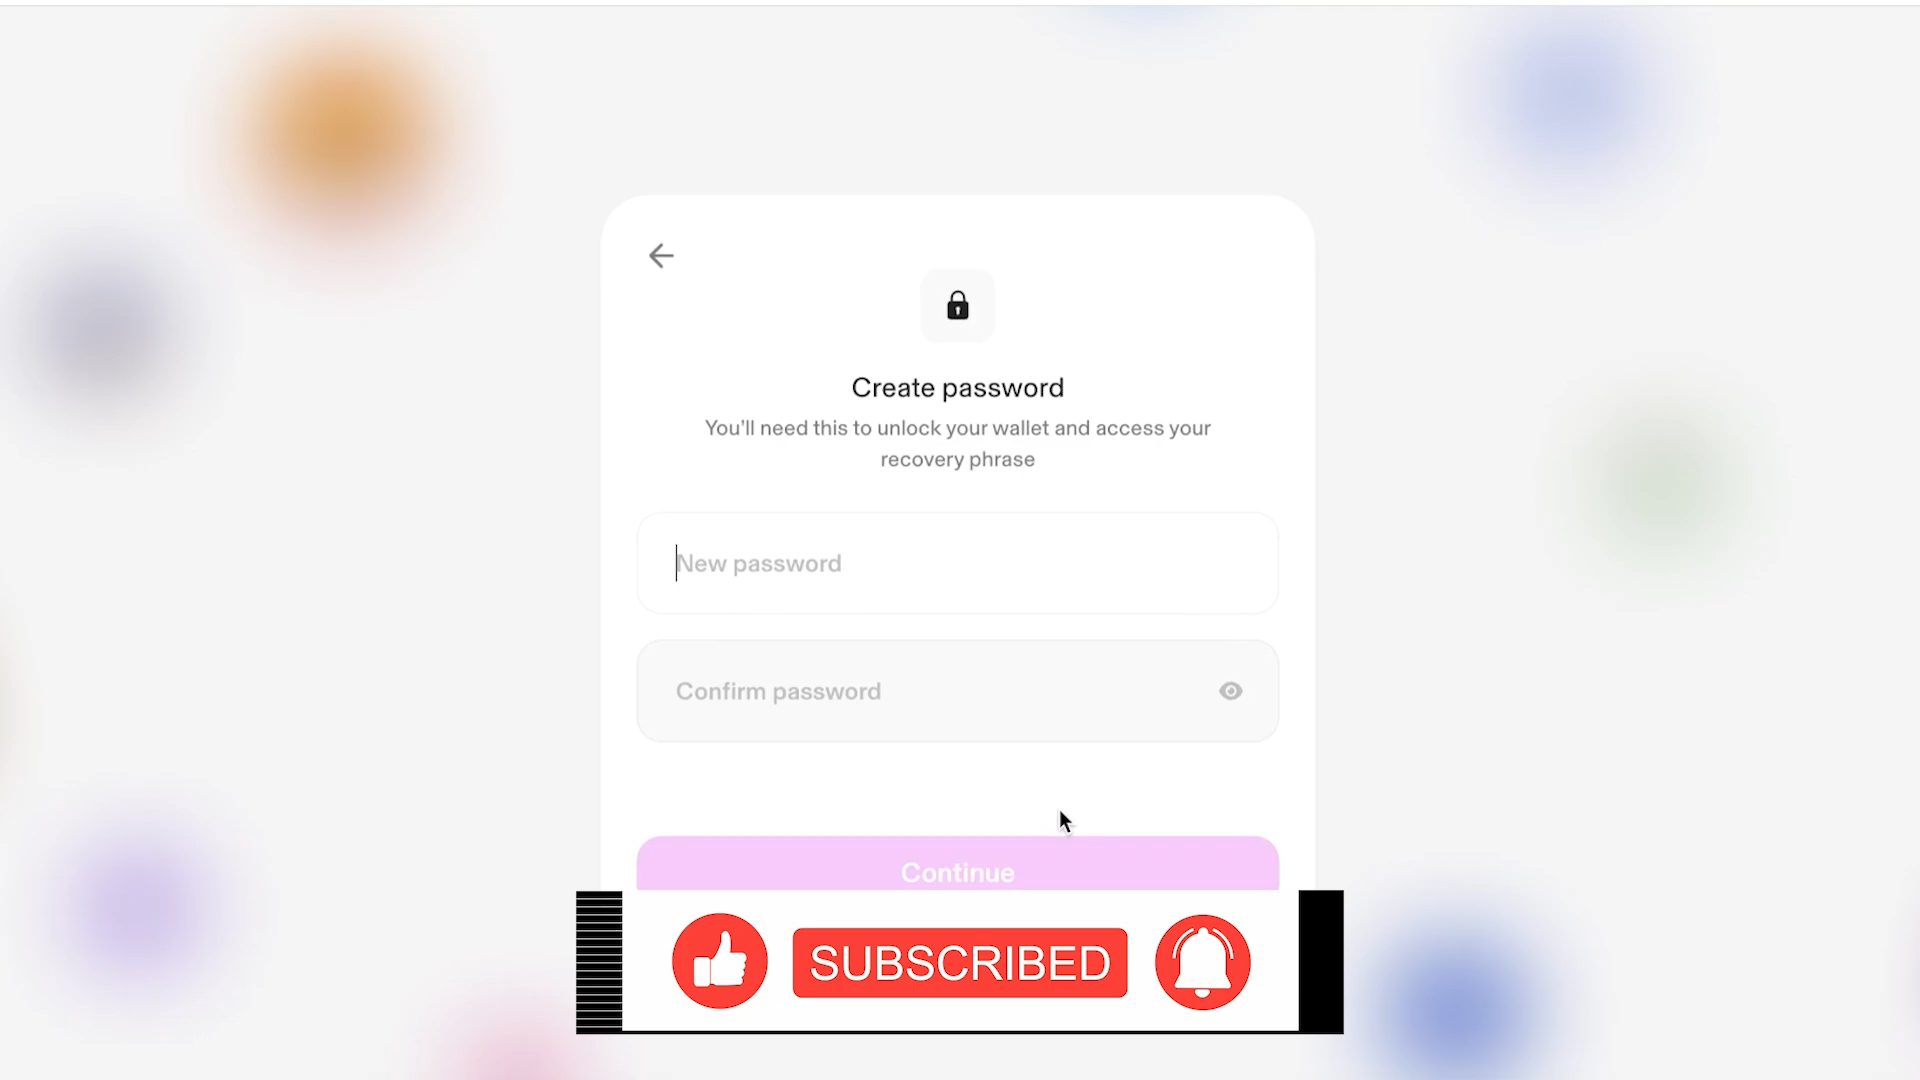 Create password
You'll need this to unlock your wallet and access your
recovery phrase
New password
Confirm password
Continue
SUBSCRIBED